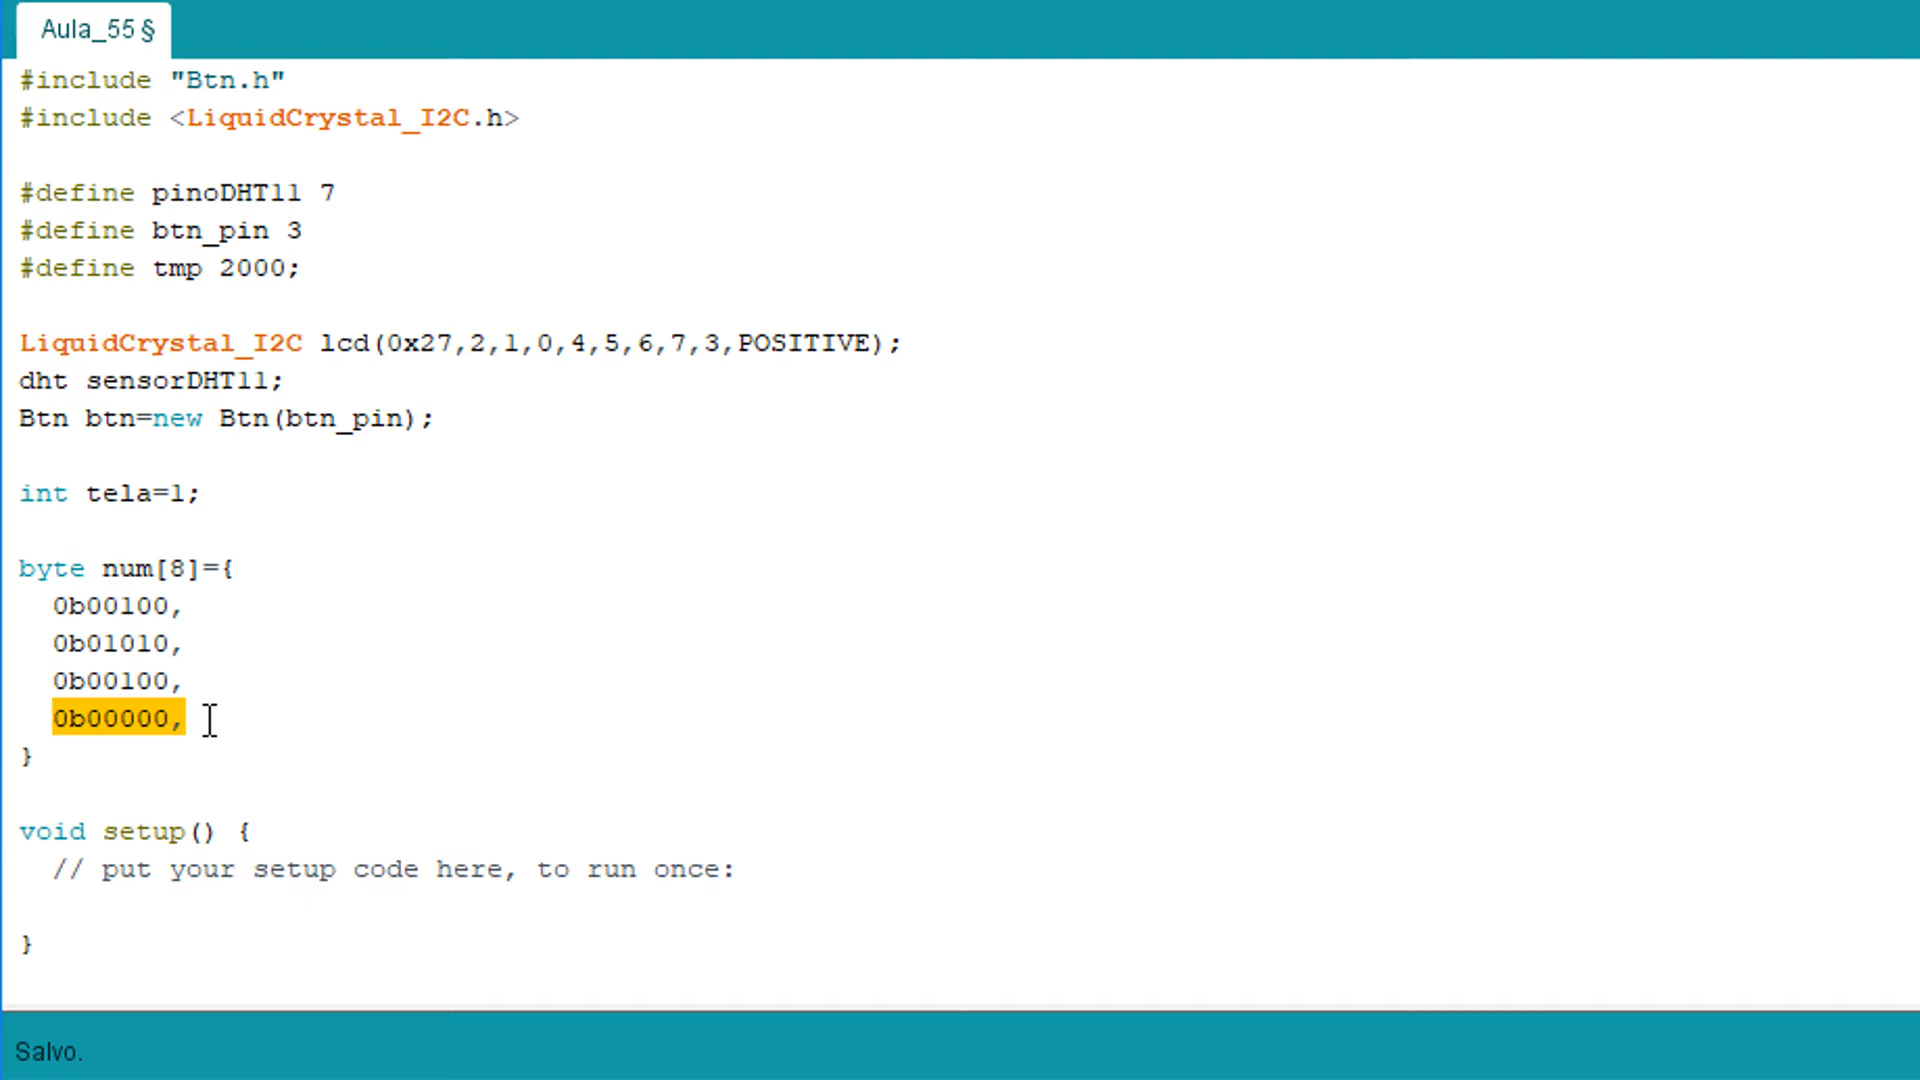 Aula_55 §
#include "Btn.h"
#include <LiquidCrystal_I2C.h>
#define pinoDHT11 7
#define btn_pin 3
#define tmp 2000;
LiquidCrystal_I2C lcd(0x27,2,1,0,4,5,6,7,3,POSITIVE);
dht sensorDHT11;
Btn btn=new Btn(btn_pin);
int tela=1;
byte num[8]={
  0b00100,
  0b01010,
  0b00100,
  0b00000,
}
void setup() {
  // put your setup code here, to run once:
}
Salvo.